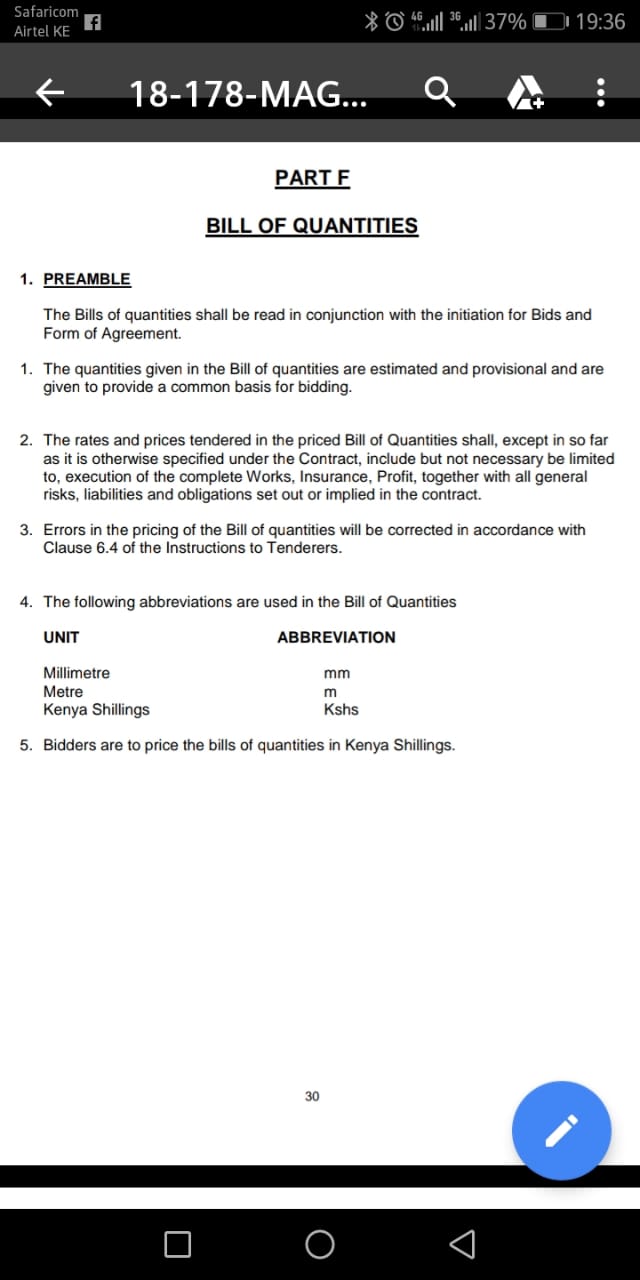 Safaricom
Airtel KE
4G 3G 37% 19:36
18-178-MAG...
PART F
BILL OF QUANTITIES
1. PREAMBLE
The Bills of quantities shall be read in conjunction with the initiation for Bids and
Form of Agreement.
1. The quantities given in the Bill of quantities are estimated and provisional and are
given to provide a common basis for bidding.
2. The rates and prices tendered in the priced Bill of Quantities shall, except in so far
as it is otherwise specified under the Contract, include but not necessary be limited
to, execution of the complete Works, Insurance, Profit, together with all general
risks, liabilities and obligations set out or implied in the contract.
3. Errors in the pricing of the Bill of quantities will be corrected in accordance with
Clause 6.4 of the Instructions to Tenderers.
4. The following abbreviations are used in the Bill of Quantities
UNIT ABBREVIATION
Millimetre mm
Metre m
Kenya Shillings Kshs
5. Bidders are to price the bills of quantities in Kenya Shillings.
30